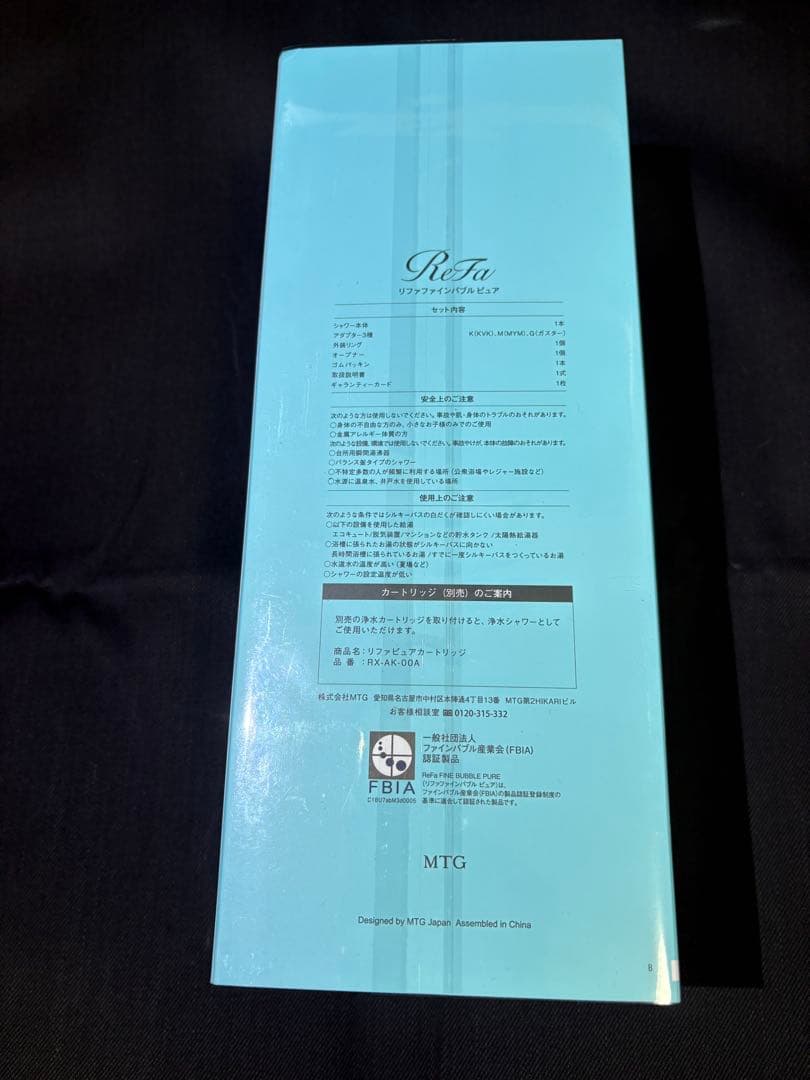 ReFa
リファファインバブル ピュア
セット内容
シャワー本体 1本
アダプター3種 K(KVK)、M(MYM)、G(ガスター)
外装リング 1個
オープナー 1個
ゴムパッキン 1本
取扱説明書 1式
ギャランティーカード 1枚
安全上のご注意
次のような方は使用しないでください。事故や肌・身体のトラブルのおそれがあります。
○身体の不自由な方のみ、小さなお子様のみでのご使用
○金属アレルギー体質の方
次のような設備、環境では使用しないでください。事故やけが、本体の故障のおそれがあります。
○台所用瞬間湯沸器
○バランス釜タイプのシャワー
○不特定多数の人が頻繁に利用する場所(公衆浴場やレジャー施設など)
○水源に温泉水、井戸水を使用している場所
使用上のご注意
次のような条件ではシルキーバスの白だくが確認しにくい場合があります。
○以下の設備を使用した給湯
エコキュート/脱気装置/マンションなどの貯水タンク/太陽熱給湯器
○浴槽に張られたお湯の状態がシルキーバスに向かない
長時間浴槽に張られているお湯/すでに一度シルキーバスをつくっているお湯
○水道水の温度が高い(夏場など)
○シャワーの設定温度が低い
カートリッジ(別売)のご案内
別売の浄水カートリッジを取り付けると、浄水シャワーとして
ご使用いただけます。
商品名:リファピュアカートリッジ
品 番 :RX-AK-00A
株式会社MTG 愛知県名古屋市中村区本陣通4丁目13番 MTG第2HIKARIビル
お客様相談室 0120-315-332
FBIA
C18U7abM3d0005
一般社団法人
ファインバブル産業会(FBIA)
認証製品
ReFa FINE BUBBLE PURE
(リファファインバブル ピュア)は、
ファインバブル産業会(FBIA)の製品認証登録制度の
基準に適合して認証された製品です。
MTG
Designed by MTG Japan Assembled in China
B